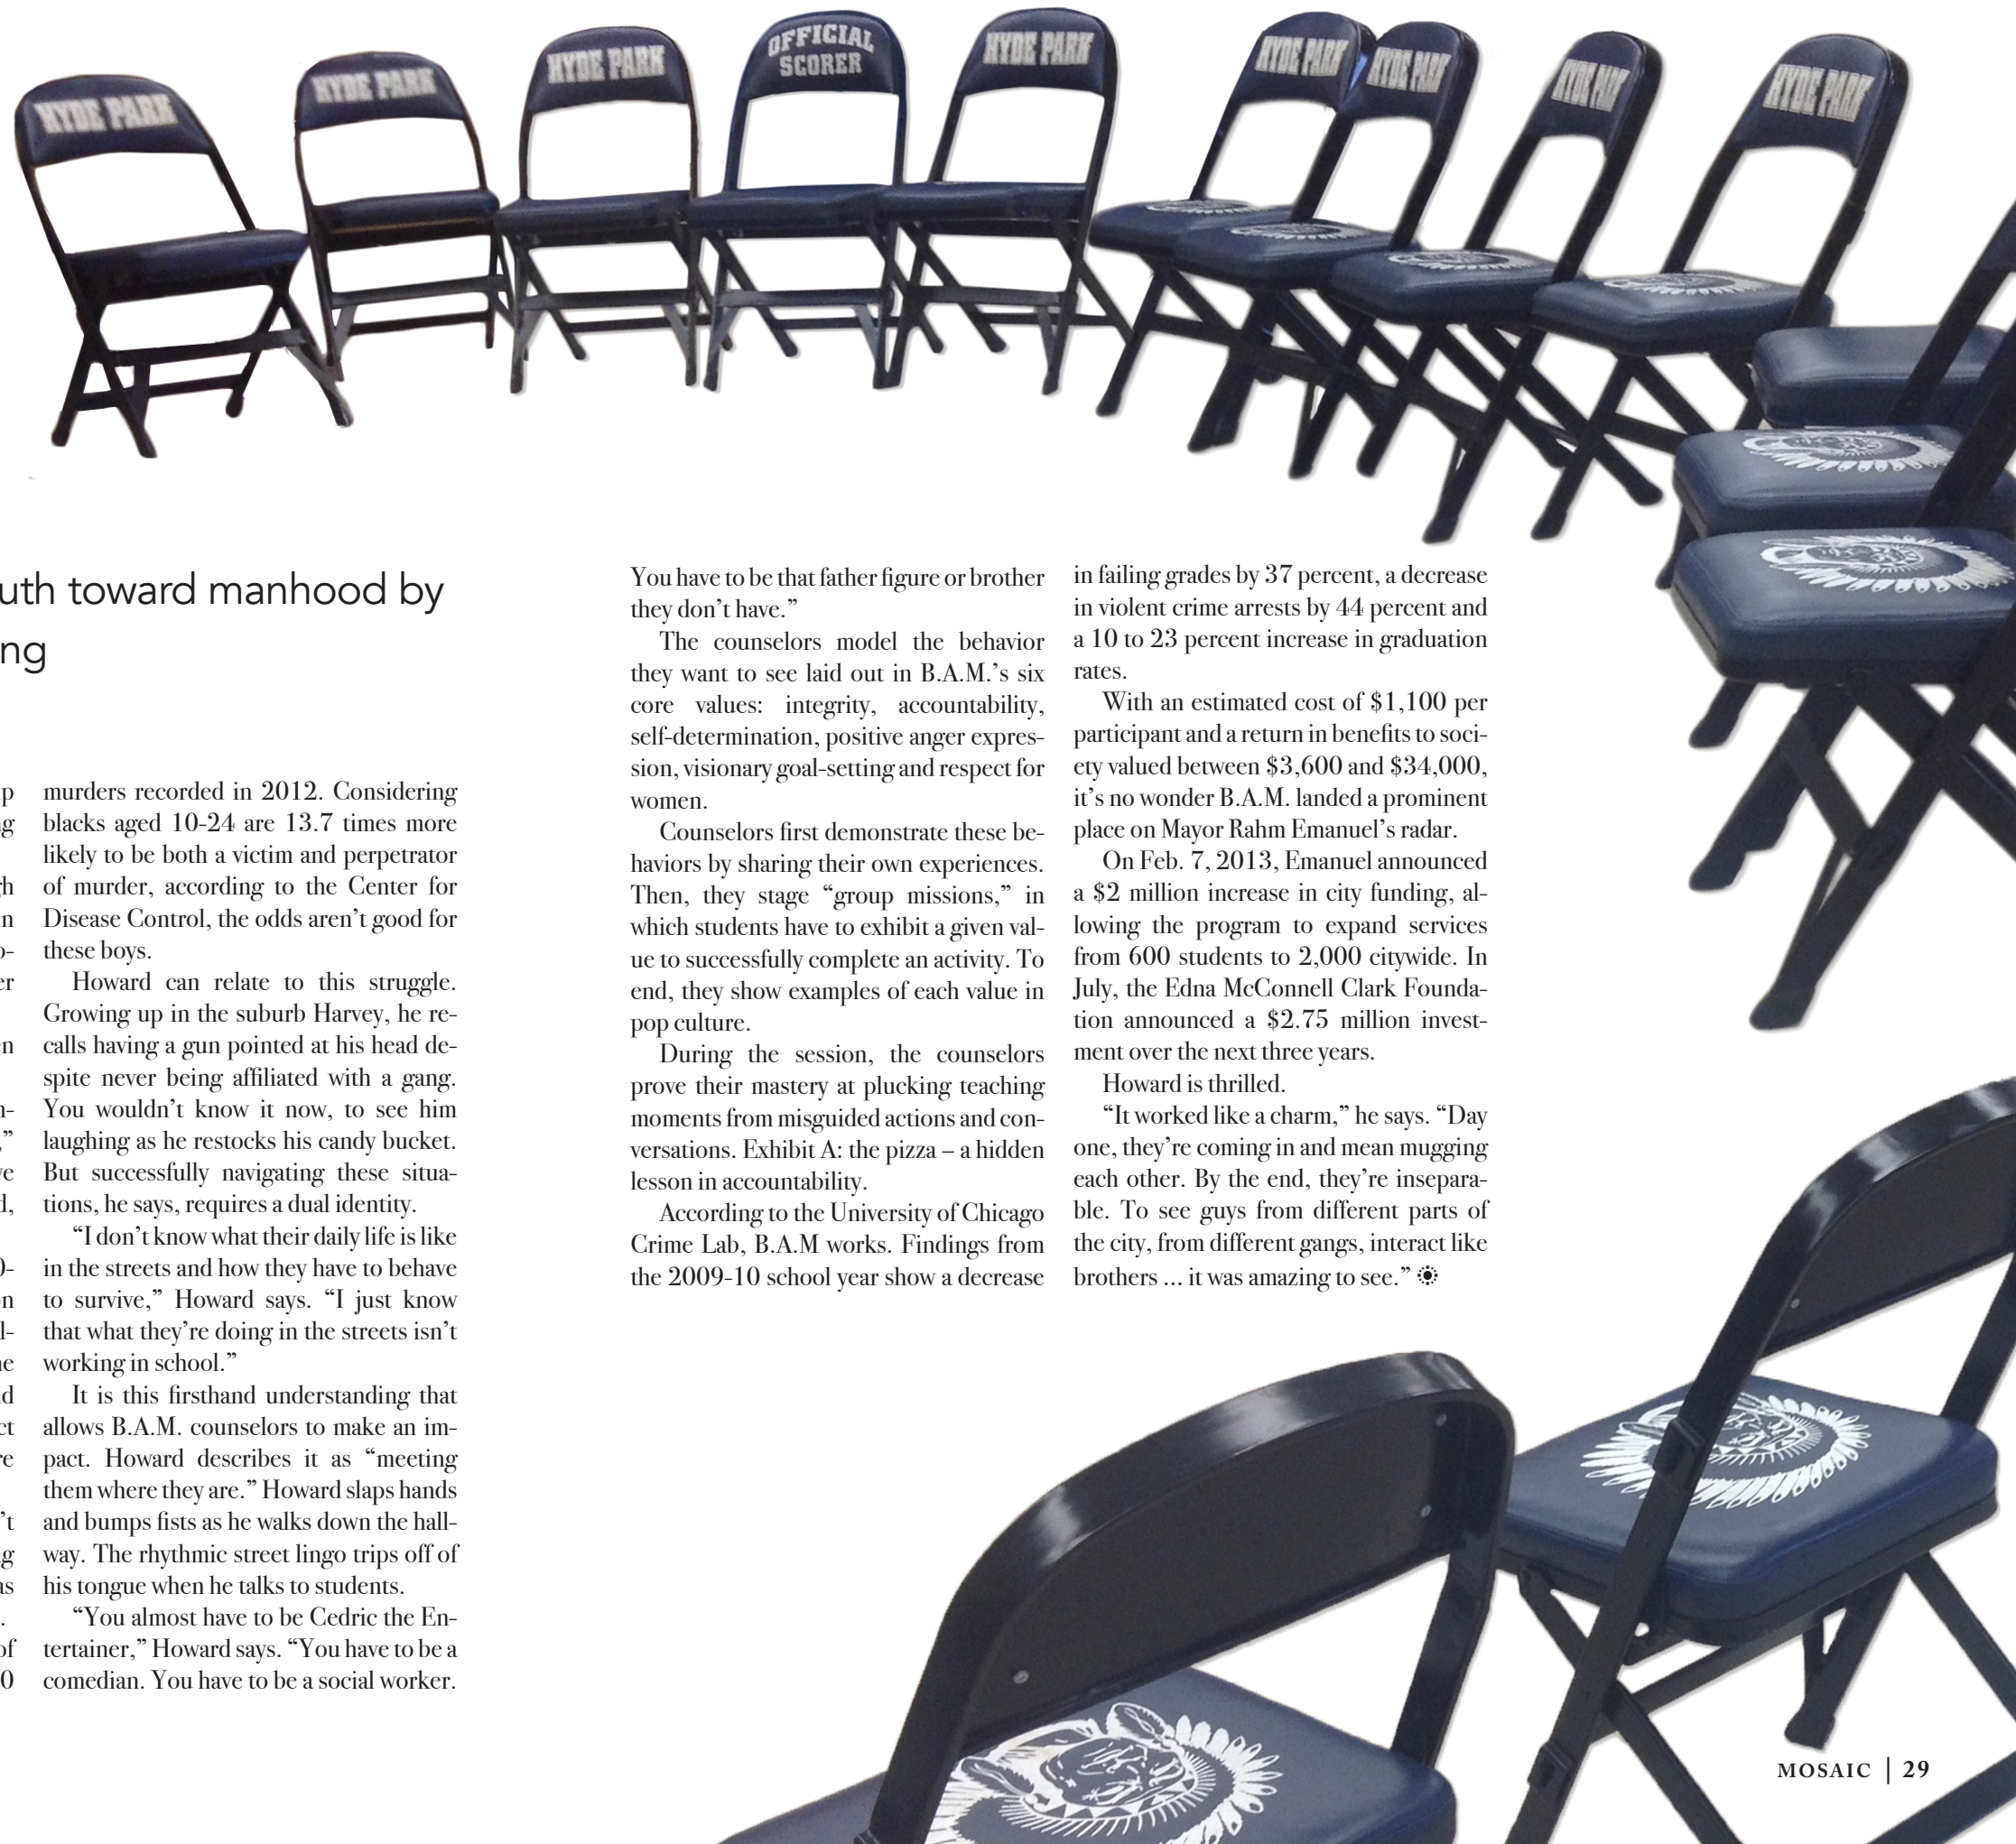 HYDE PARK
HYDE PARK
HYDE PARK
OFFICIAL
SCORER
HYDE PARK
HYDE PARK
HYDE PARK
HYDE PARK
HYDE PARK
toward manhood by
murders recorded in 2012. Considering
blacks aged 10-24 are 13.7 times more
likely to be both a victim and perpetrator
of murder, according to the Center for
Disease Control, the odds aren’t good for
these boys.
Howard can relate to this struggle.
Growing up in the suburb Harvey, he re-
calls having a gun pointed at his head de-
spite never being affiliated with a gang.
You wouldn’t know it now, to see him
laughing as he restocks his candy bucket.
But successfully navigating these situa-
tions, he says, requires a dual identity.
“I don’t know what their daily life is like
in the streets and how they have to behave
to survive,” Howard says. “I just know
that what they’re doing in the streets isn’t
working in school.”
It is this firsthand understanding that
allows B.A.M. counselors to make an im-
pact. Howard describes it as “meeting
them where they are.” Howard slaps hands
and bumps fists as he walks down the hall-
way. The rhythmic street lingo trips off of
his tongue when he talks to students.
“You almost have to be Cedric the En-
tertainer,” Howard says. “You have to be a
comedian. You have to be a social worker.
You have to be that father figure or brother
they don’t have.”
The counselors model the behavior
they want to see laid out in B.A.M.’s six
core values: integrity, accountability,
self-determination, positive anger expres-
sion, visionary goal-setting and respect for
women.
Counselors first demonstrate these be-
haviors by sharing their own experiences.
Then, they stage “group missions,” in
which students have to exhibit a given val-
ue to successfully complete an activity. To
end, they show examples of each value in
pop culture.
During the session, the counselors
prove their mastery at plucking teaching
moments from misguided actions and con-
versations. Exhibit A: the pizza – a hidden
lesson in accountability.
According to the University of Chicago
Crime Lab, B.A.M works. Findings from
the 2009-10 school year show a decrease
in failing grades by 37 percent, a decrease
in violent crime arrests by 44 percent and
a 10 to 23 percent increase in graduation
rates.
With an estimated cost of $1,100 per
participant and a return in benefits to soci-
ety valued between $3,600 and $34,000,
it’s no wonder B.A.M. landed a prominent
place on Mayor Rahm Emanuel’s radar.
On Feb. 7, 2013, Emanuel announced
a $2 million increase in city funding, al-
lowing the program to expand services
from 600 students to 2,000 citywide. In
July, the Edna McConnell Clark Founda-
tion announced a $2.75 million invest-
ment over the next three years.
Howard is thrilled.
“It worked like a charm,” he says. “Day
one, they’re coming in and mean mugging
each other. By the end, they’re insepara-
ble. To see guys from different parts of
the city, from different gangs, interact like
brothers ... it was amazing to see.”
MOSAIC | 29